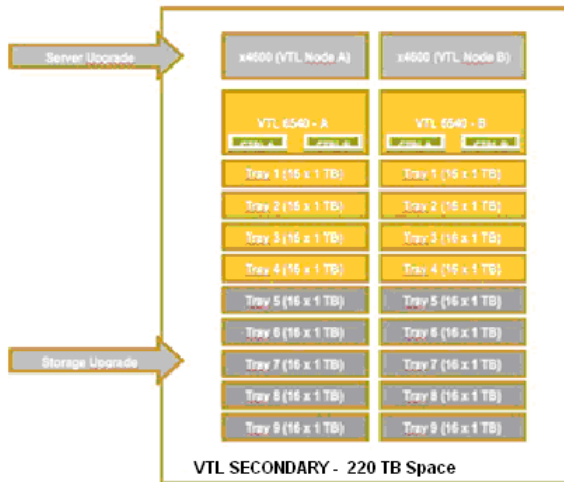 Server Upgrade
x4600 (VTL Node A) x4600 (VTL Node B)
VTL 6540 - A VTL 6540 - B
CTRL A CTRL B CTRL A CTRL B
Tray 1 (16 x 1 TB) Tray 1 (16 x 1 TB)
Tray 2 (16 x 1 TB) Tray 2 (16 x 1 TB)
Tray 3 (16 x 1 TB) Tray 3 (16 x 1 TB)
Tray 4 (16 x 1 TB) Tray 4 (16 x 1 TB)
Tray 5 (16 x 1 TB) Tray 5 (16 x 1 TB)
Tray 6 (16 x 1 TB) Tray 6 (16 x 1 TB)
Storage Upgrade
Tray 7 (16 x 1 TB) Tray 7 (16 x 1 TB)
Tray 8 (16 x 1 TB) Tray 8 (16 x 1 TB)
Tray 9 (16 x 1 TB) Tray 9 (16 x 1 TB)
VTL SECONDARY - 220 TB Space